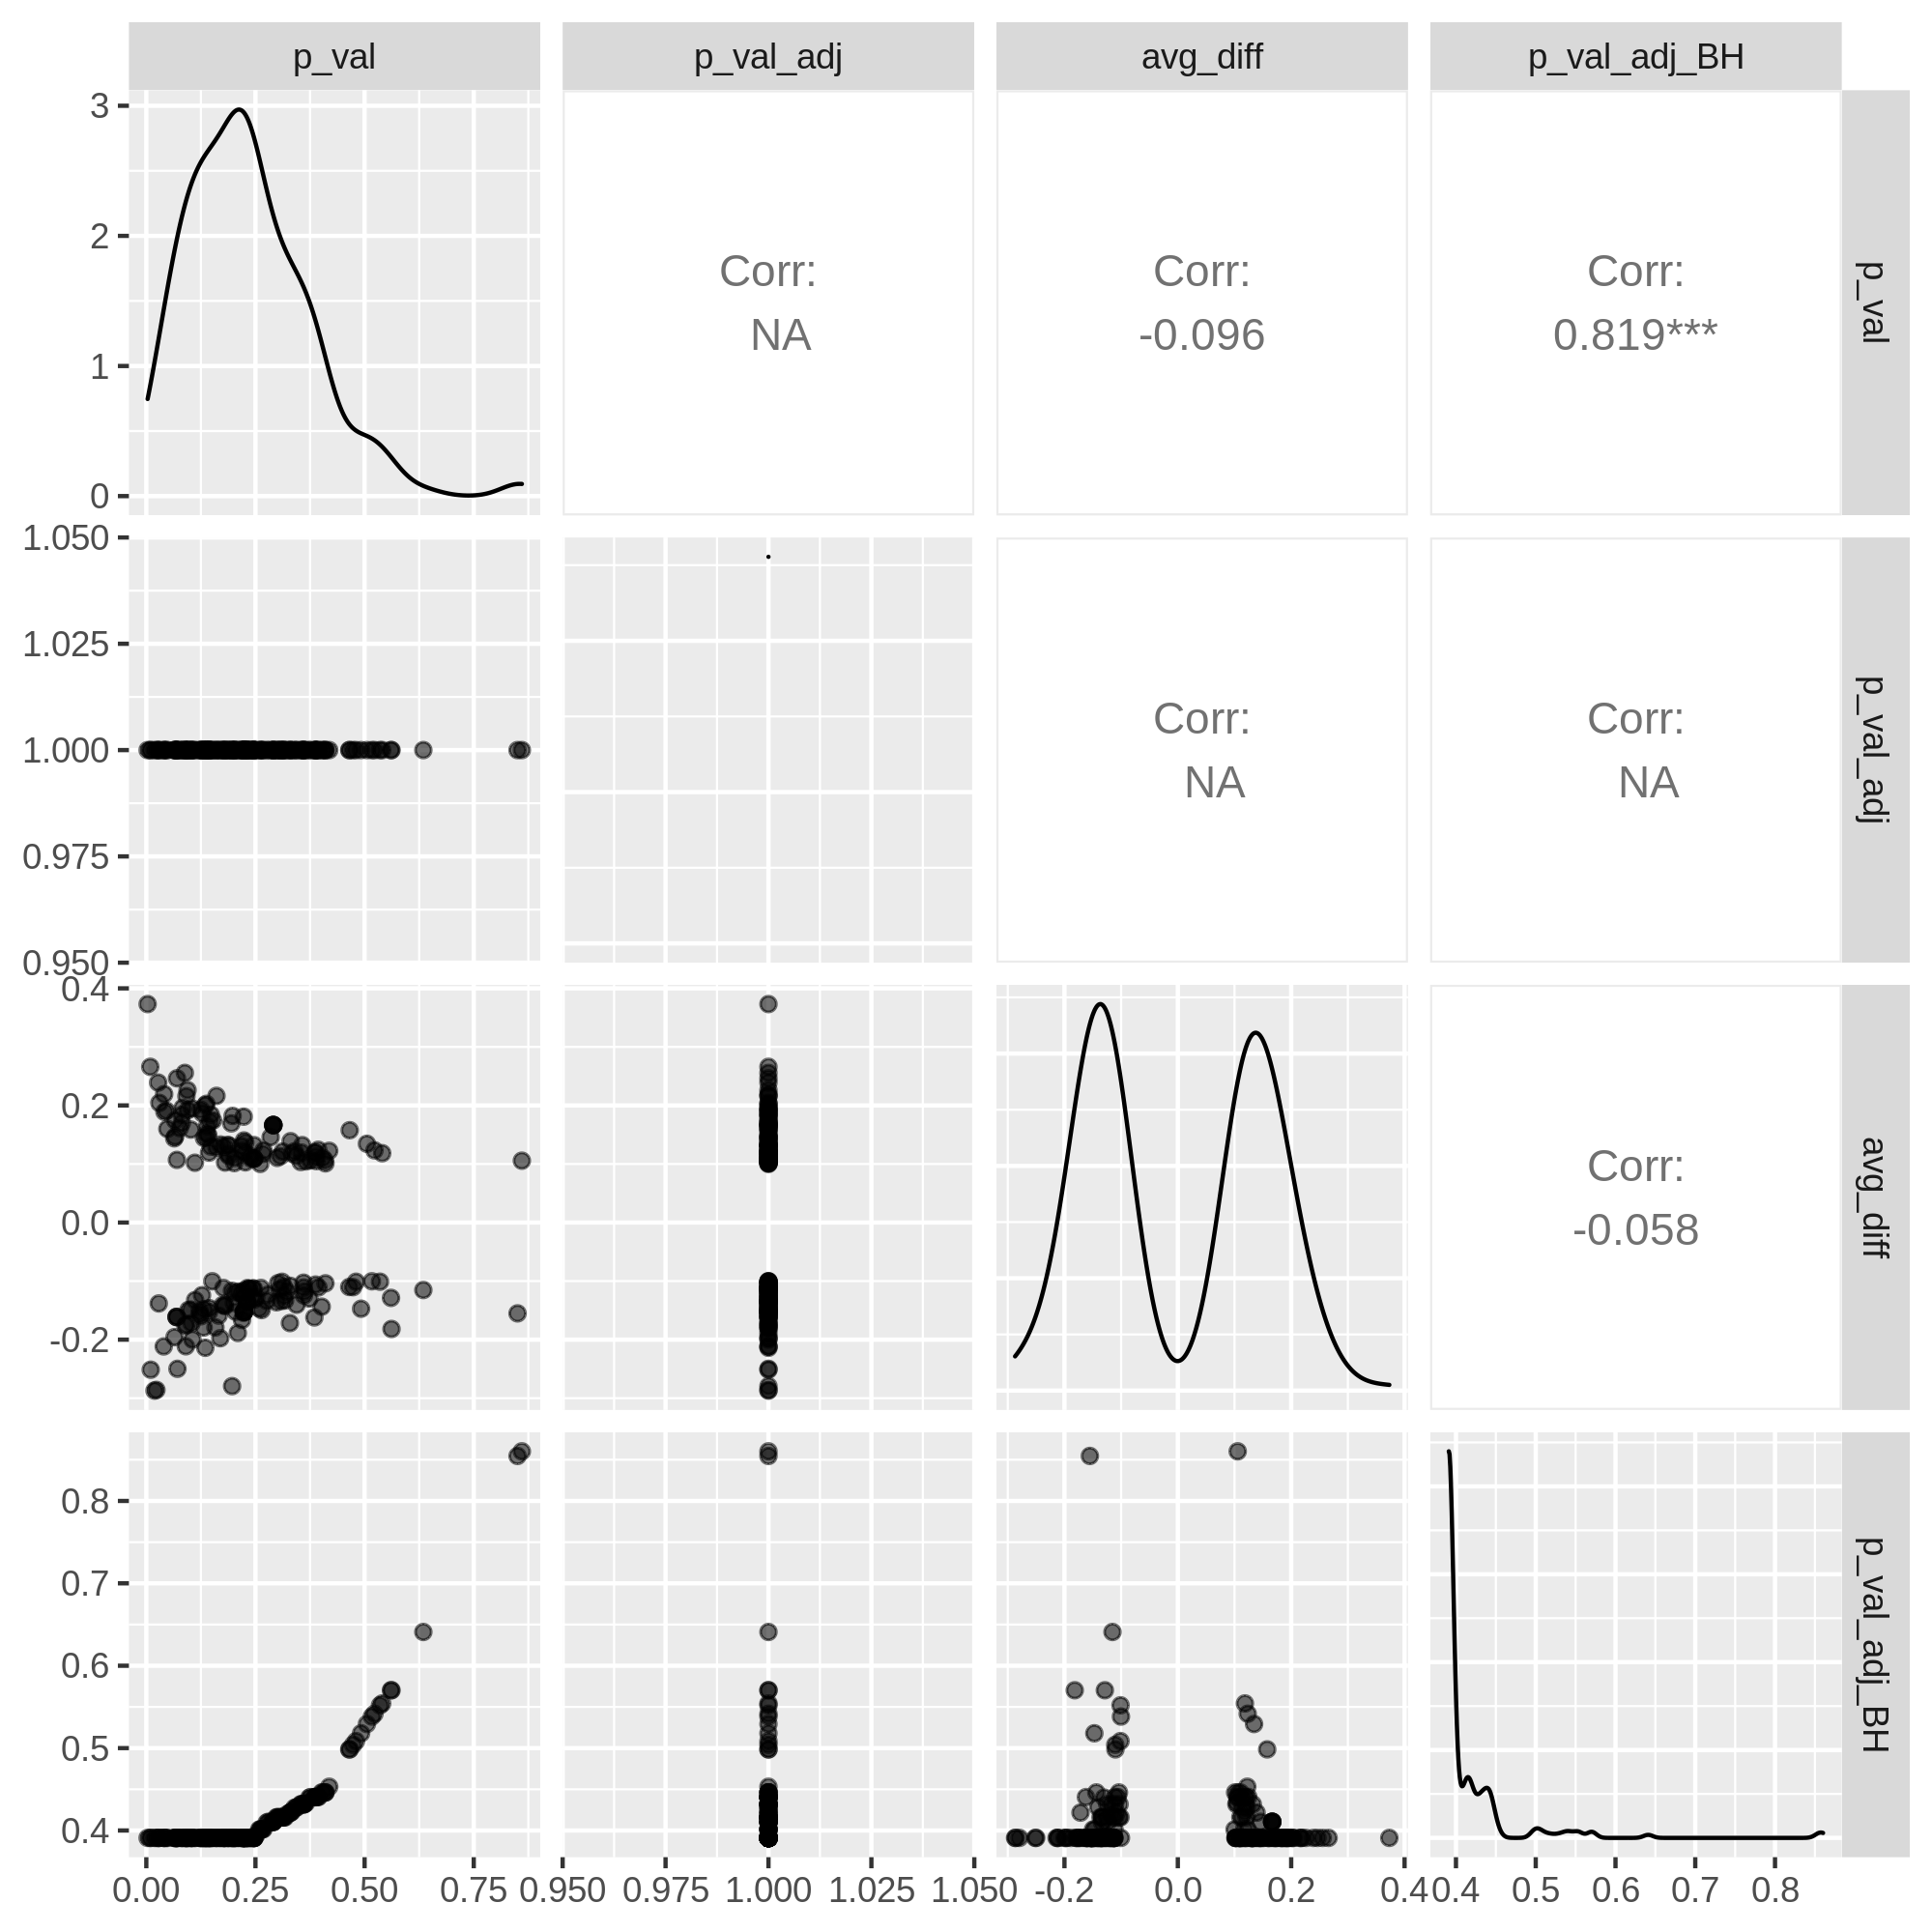 p_val
p_val_adj
avg_diff
p_val_adj_BH
3
2
1
0
Corr:
NA
Corr:
-0.096
Corr:
0.819***
p_val
1.050
1.025
1.000
0.975
0.950
Corr:
NA
Corr:
NA
p_val_adj
0.4
0.2
0.0
-0.2
Corr:
-0.058
avg_diff
0.8
0.7
0.6
0.5
0.4
p_val_adj_BH
0.00 0.25 0.50 0.75
0.950 0.975 1.000 1.025 1.050
-0.2 0.0 0.2 0.4
0.4 0.5 0.6 0.7 0.8